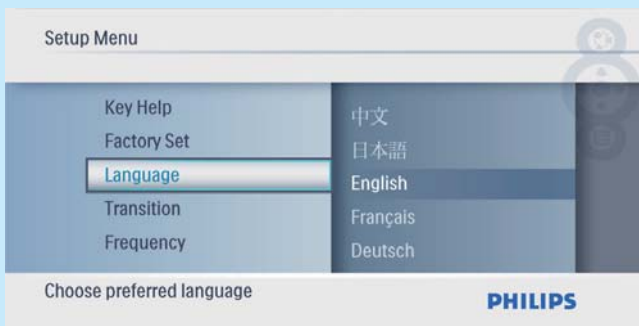 Setup Menu
Key Help
Factory Set
Language
Transition
Frequency
中文
日本語
English
Français
Deutsch
Choose preferred language
PHILIPS